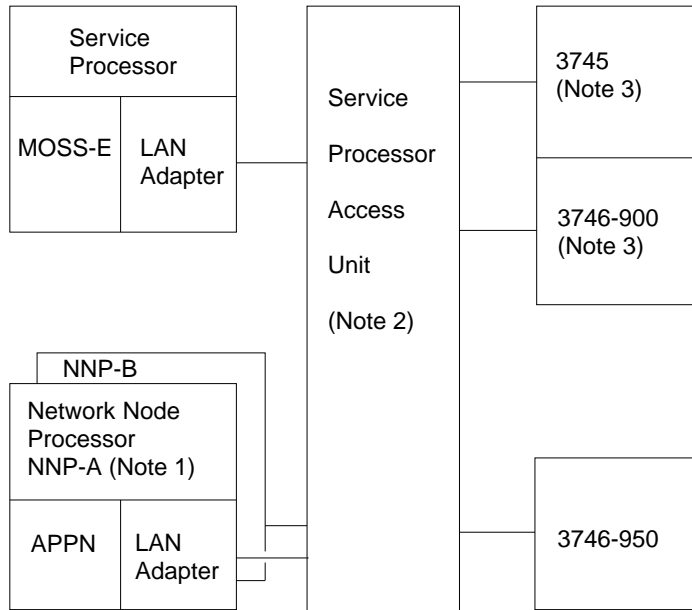 Service
Processor
MOSS-E
LAN
Adapter
NNP-B
Network Node
Processor
NNP-A (Note 1)
APPN
LAN
Adapter
Service
Processor
Access
Unit
(Note 2)
3745
(Note 3)
3746-900
(Note 3)
3746-950